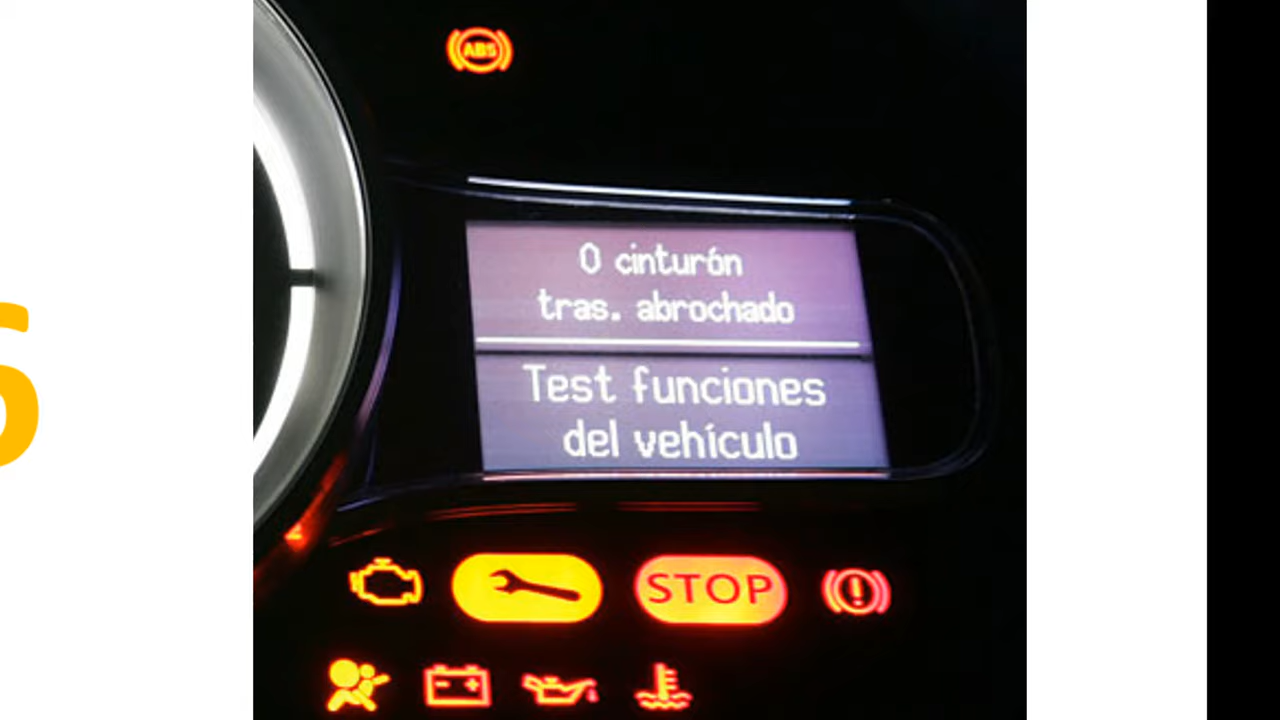 ABS
0 cinturón
tras. abrochado
Test funciones
del vehículo
STOP